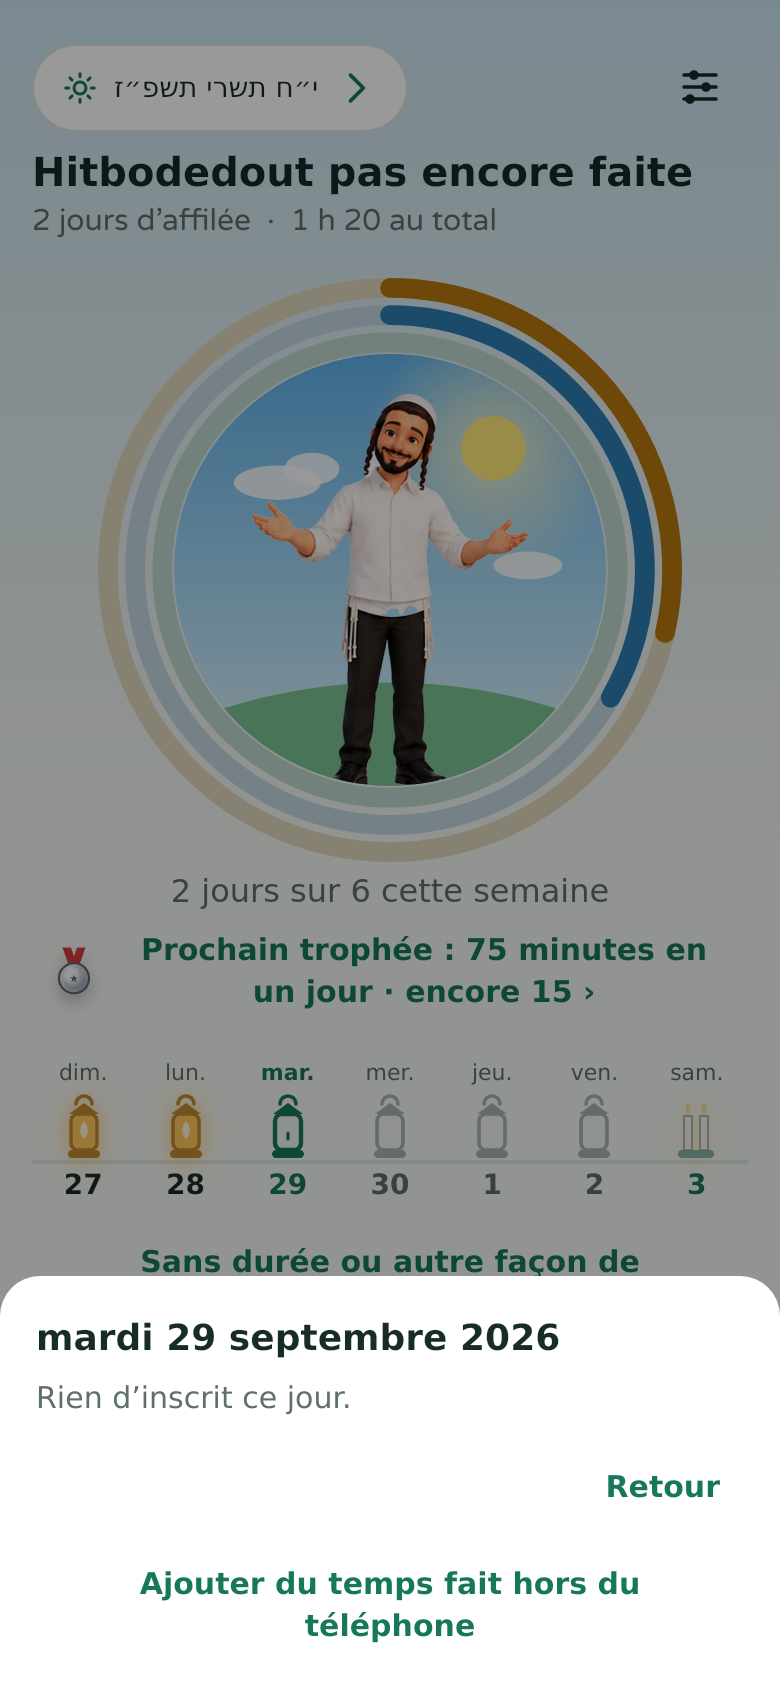 י״ח תשרי תשפ״ז
Hitbodedout pas encore faite
2 jours d’affilée · 1 h 20 au total
2 jours sur 6 cette semaine
Prochain trophée : 75 minutes en
un jour · encore 15 ›
dim. lun. mar. mer. jeu. ven. sam.
27 28 29 30 1 2 3
Sans durée ou autre façon de
mardi 29 septembre 2026
Rien d’inscrit ce jour.
Retour
Ajouter du temps fait hors du
téléphone